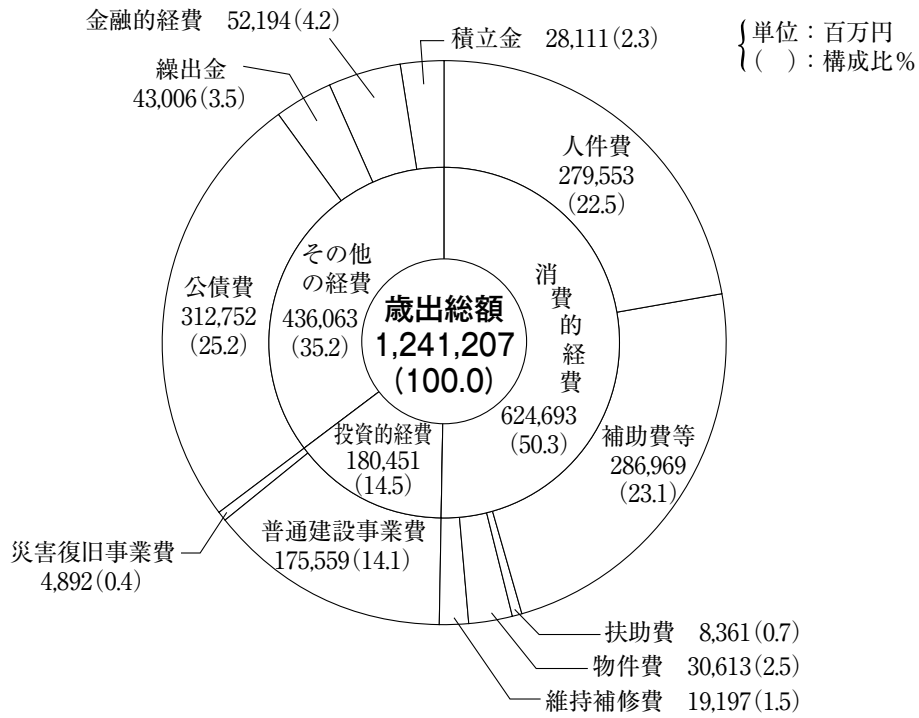 金融的経費 52,194(4.2)
積立金 28,111(2.3)
単位：百万円
( )：構成比%
繰出金
43,006(3.5)
人件費
279,553
(22.5)
その他
の経費
436,063
(35.2)
公債費
312,752
(25.2)
歳出総額
1,241,207
(100.0)
消費的経費
624,693
(50.3)
投資的経費
180,451
(14.5)
補助費等
286,969
(23.1)
普通建設事業費
175,559(14.1)
災害復旧事業費
4,892(0.4)
扶助費 8,361(0.7)
物件費 30,613(2.5)
維持補修費 19,197(1.5)